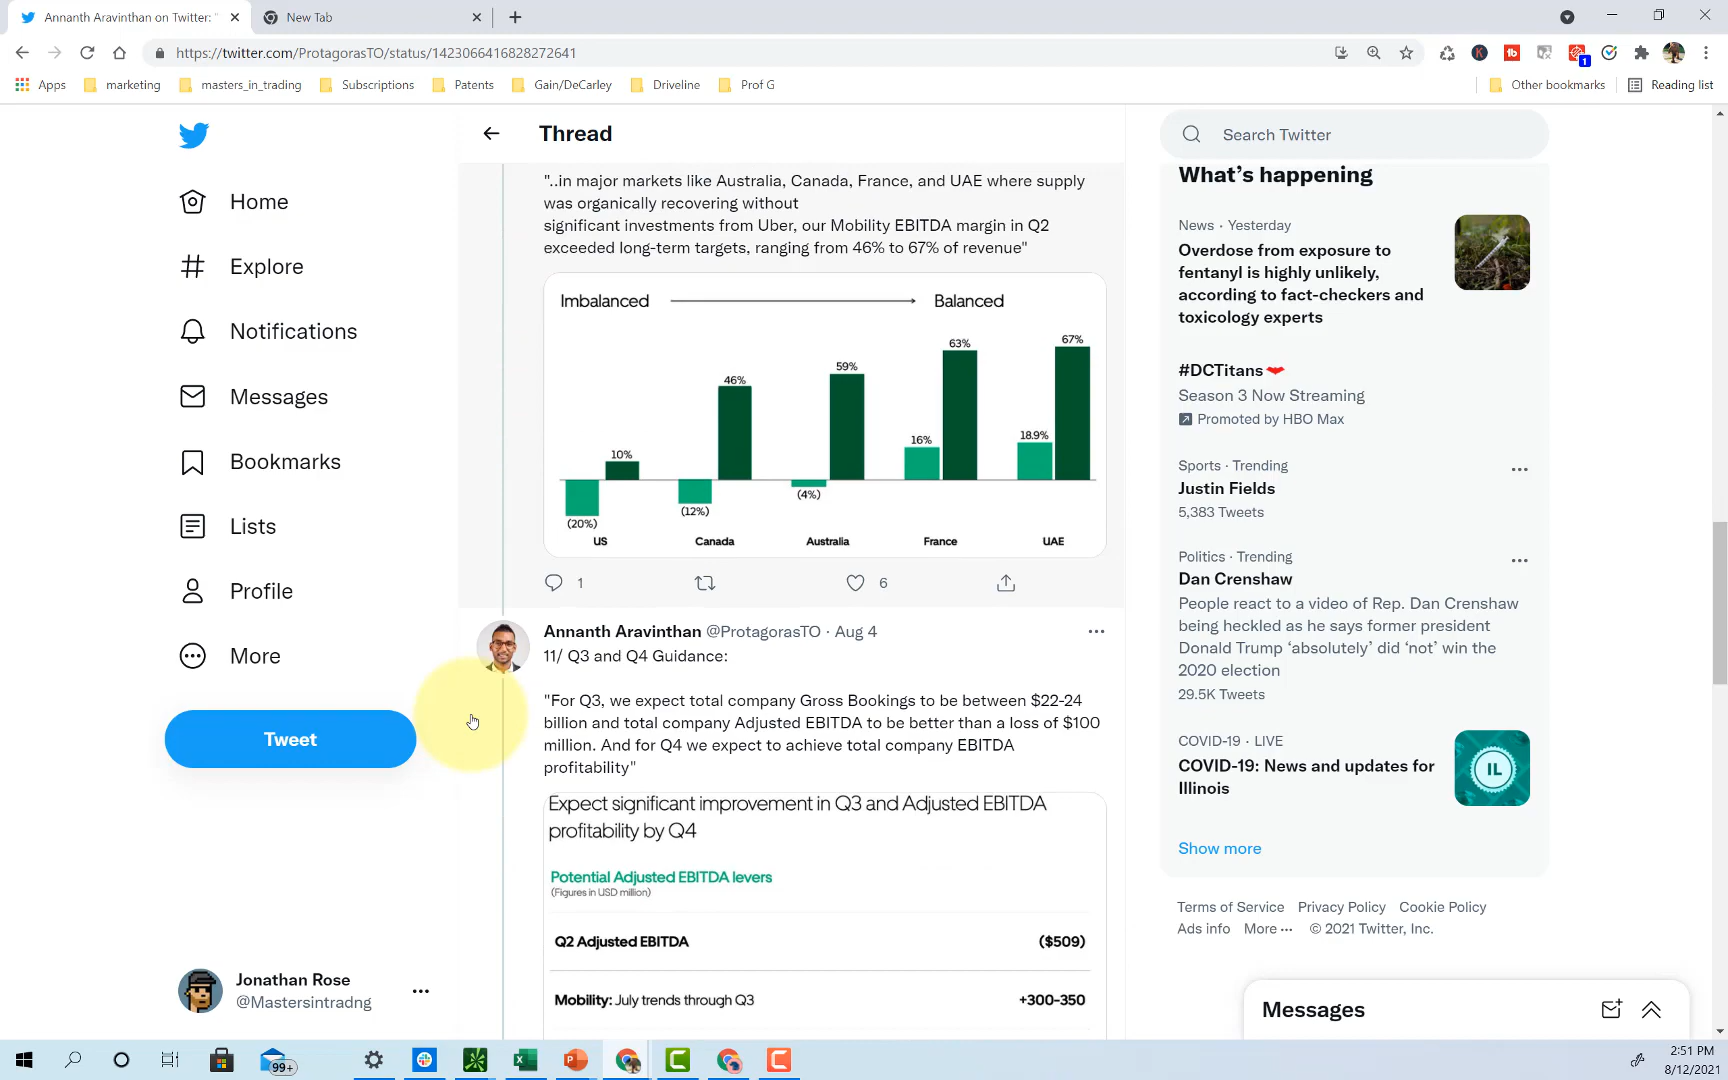 Annanth Aravinthan on Twitter: "
New Tab
https://twitter.com/ProtagorasTO/status/1423066416828272641
1
Apps
marketing
masters_in_trading
Subscriptions
Patents
Gain/DeCarley
Driveline
Prof G
Other bookmarks
Reading list
Home
Explore
Notifications
Messages
Bookmarks
Lists
Profile
More
Tweet
Jonathan Rose
@Mastersintradng
Thread
"..in major markets like Australia, Canada, France, and UAE where supply
was organically recovering without
significant investments from Uber, our Mobility EBITDA margin in Q2
exceeded long-term targets, ranging from 46% to 67% of revenue"
Imbalanced
Balanced
(20%)
10%
US
(12%)
46%
Canada
(4%)
59%
Australia
16%
63%
France
18.9%
67%
UAE
1
6
Annanth Aravinthan @ProtagorasTO · Aug 4
11/ Q3 and Q4 Guidance:
"For Q3, we expect total company Gross Bookings to be between $22-24
billion and total company Adjusted EBITDA to be better than a loss of $100
million. And for Q4 we expect to achieve total company EBITDA
profitability"
Expect significant improvement in Q3 and Adjusted EBITDA
profitability by Q4
Potential Adjusted EBITDA levers
(Figures in USD million)
Q2 Adjusted EBITDA ($509)
Mobility: July trends through Q3 +300-350
Search Twitter
What's happening
News · Yesterday
Overdose from exposure to
fentanyl is highly unlikely,
according to fact-checkers and
toxicology experts
#DCTitans
Season 3 Now Streaming
Promoted by HBO Max
Sports · Trending
Justin Fields
5,383 Tweets
Politics · Trending
Dan Crenshaw
People react to a video of Rep. Dan Crenshaw
being heckled as he says former president
Donald Trump 'absolutely' did 'not' win the
2020 election
29.5K Tweets
COVID-19 · LIVE
COVID-19: News and updates for
Illinois
IL
Show more
Terms of Service Privacy Policy Cookie Policy
Ads info More ··· © 2021 Twitter, Inc.
Messages
99+
2:51 PM
8/12/2021